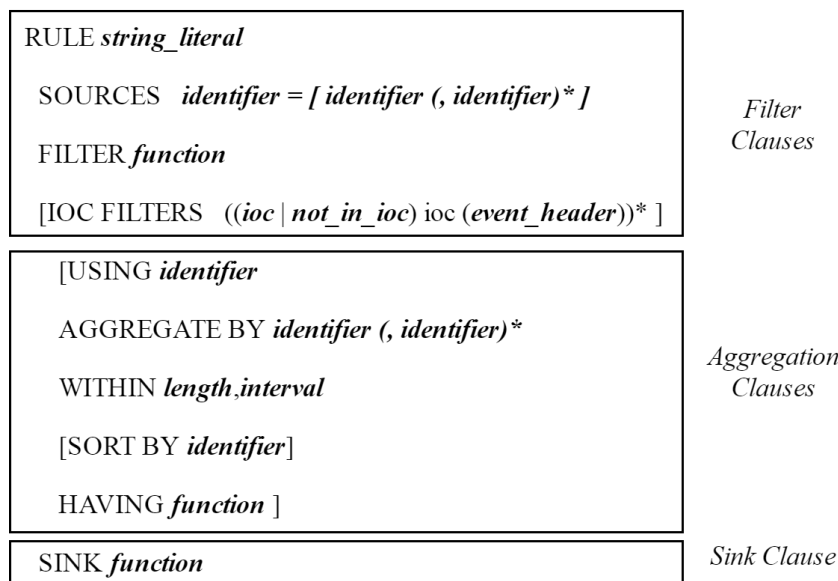 RULE string_literal
SOURCES identifier = [ identifier (, identifier)* ]
FILTER function
[IOC FILTERS ((ioc | not_in_ioc) ioc (event_header))* ]
Filter
Clauses
[USING identifier
AGGREGATE BY identifier (, identifier)*
WITHIN length,interval
[SORT BY identifier]
HAVING function ]
Aggregation
Clauses
SINK function
Sink Clause